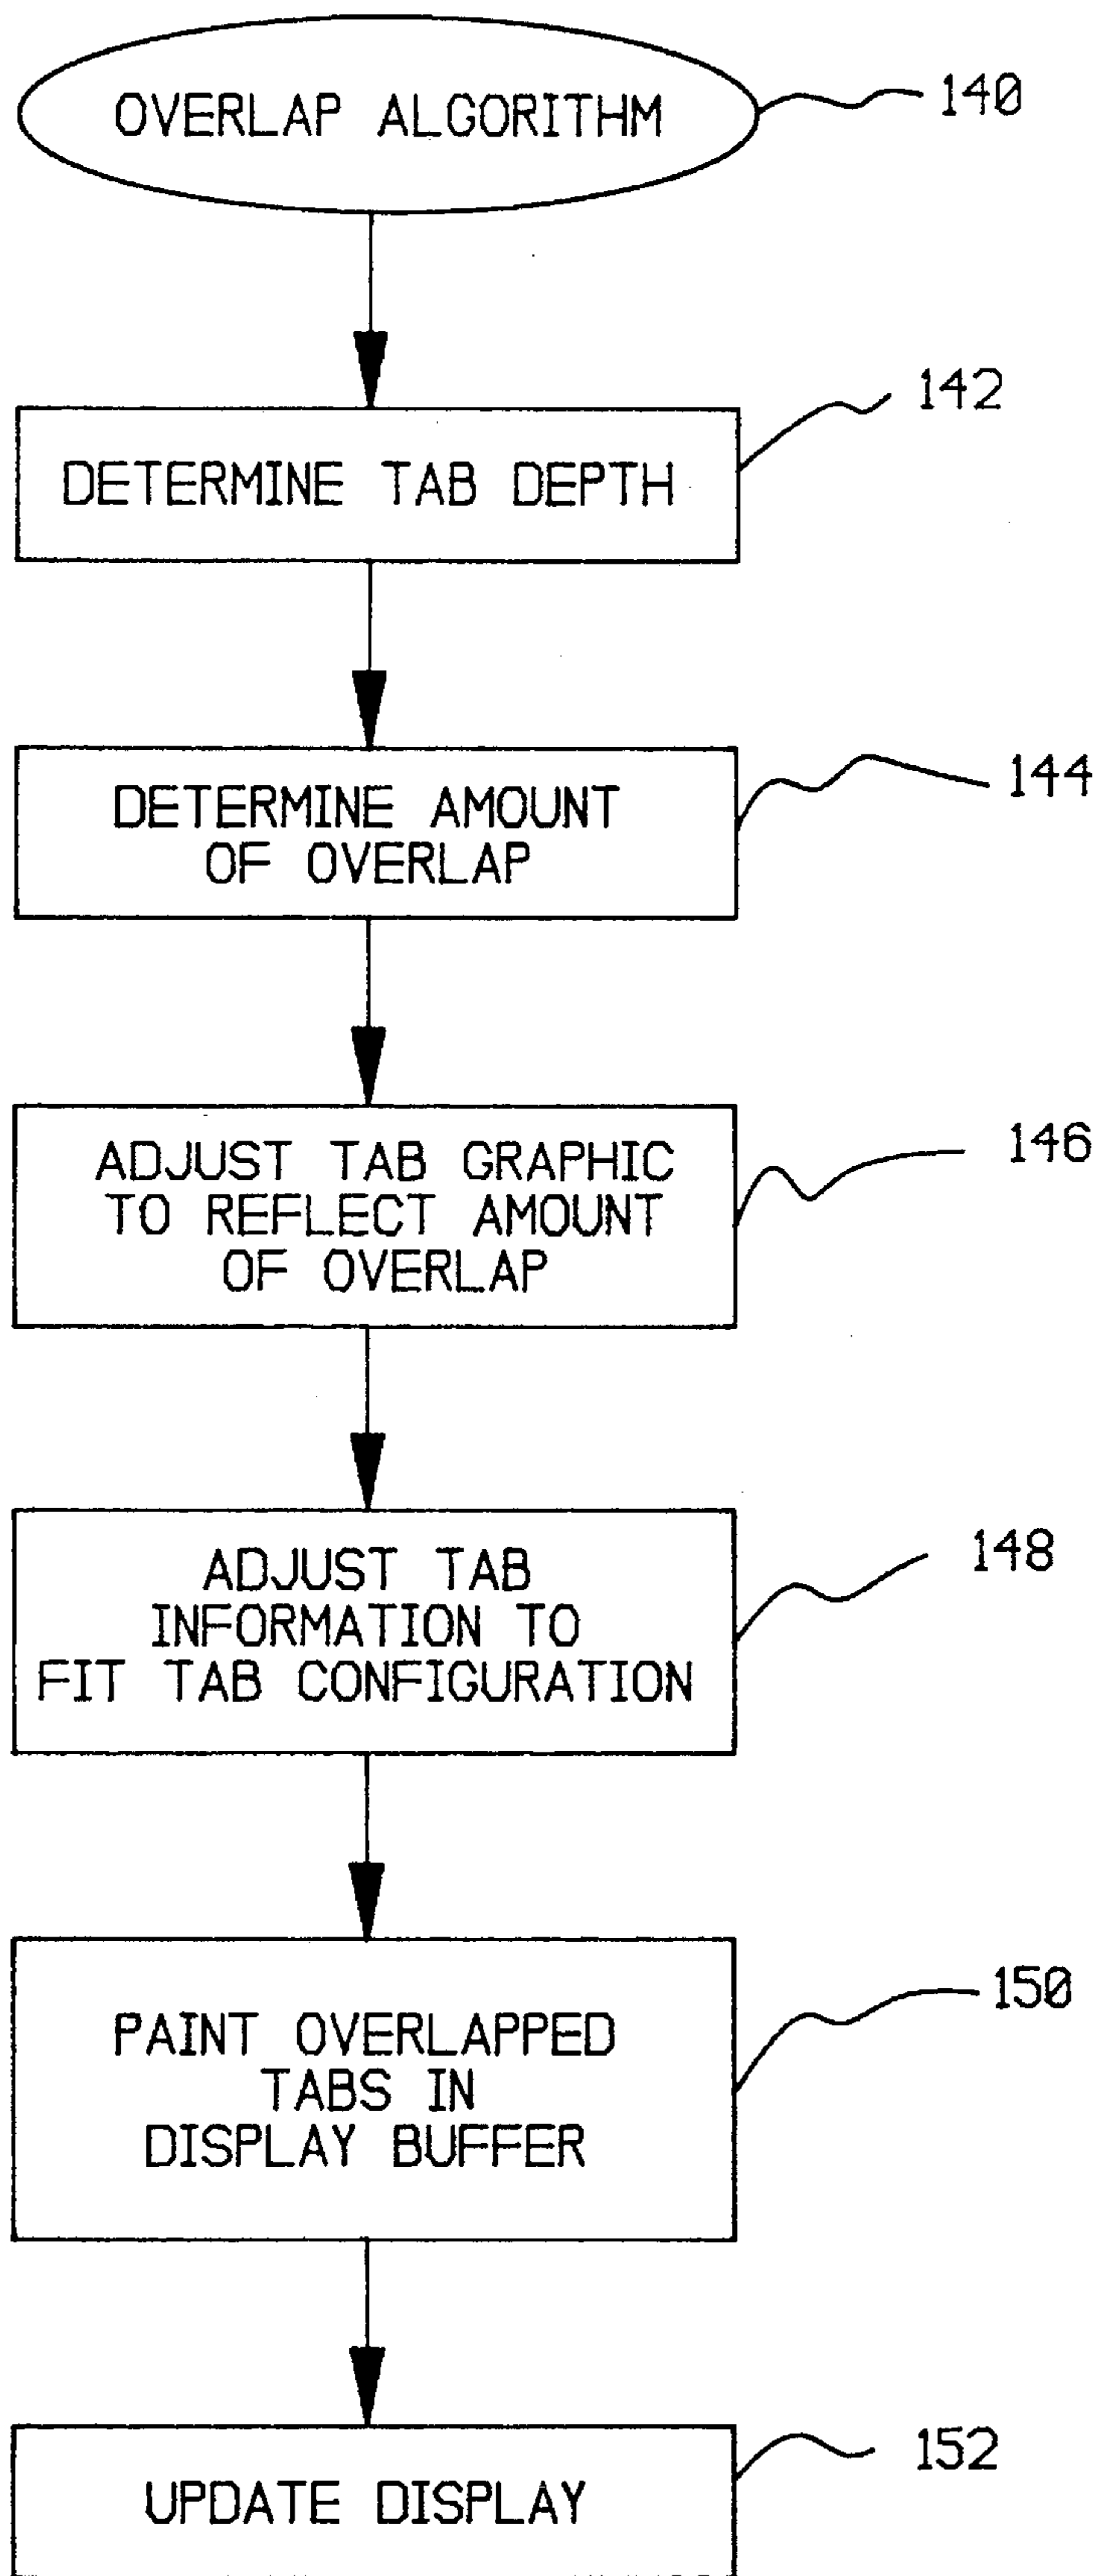 OVERLAP ALGORITHM
140
142
DETERMINE TAB DEPTH
144
DETERMINE AMOUNT
OF OVERLAP
146
ADJUST TAB GRAPHIC
TO REFLECT AMOUNT
OF OVERLAP
148
ADJUST TAB
INFORMATION TO
FIT TAB CONFIGURATION
150
PAINT OVERLAPPED
TABS IN
DISPLAY BUFFER
152
UPDATE DISPLAY